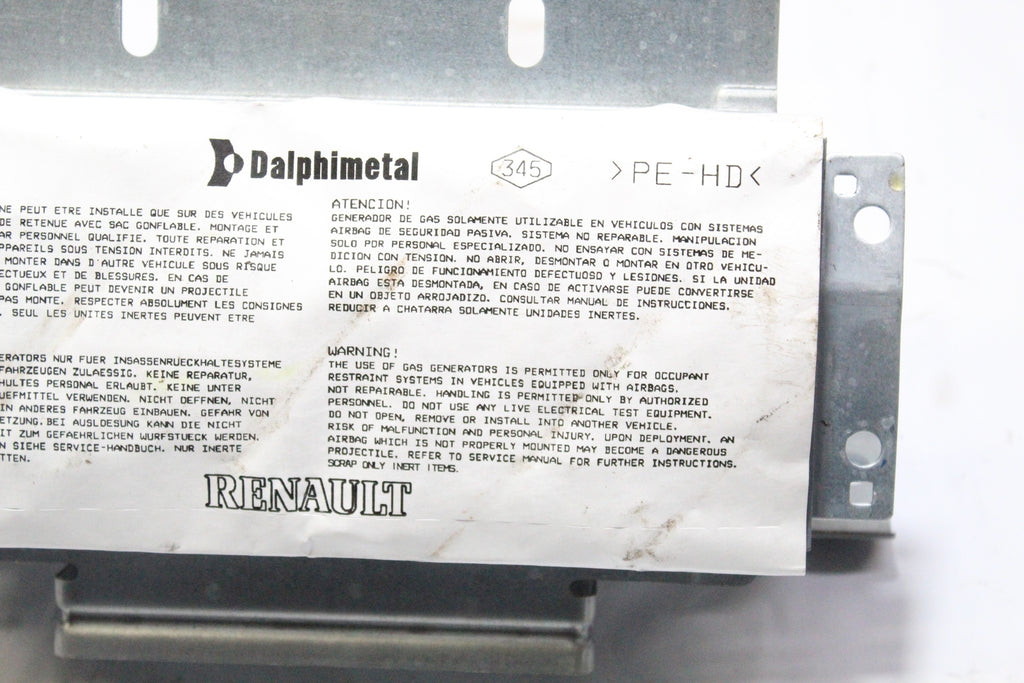 Dalphimetal 345 >PE-HD<
NE PEUT ETRE INSTALLE QUE SUR DES VEHICULES
DE RETENUE AVEC SAC GONFLABLE. MONTAGE ET
AR PERSONNEL QUALIFIE. TOUTE REPARATION ET
PPAREILS SOUS TENSION INTERDITS. NE JAMAIS
MONTER DANS D'AUTRE VEHICULE SOUS RISQUE
ECTUEUX ET DE BLESSURES. EN CAS DE
GONFLABLE PEUT DEVENIR UN PROJECTILE
PAS MONTE. RESPECTER ABSOLUMENT LES CONSIGNES
. SEUL LES UNITES INERTES PEUVENT ETRE
ATENCION!
GENERADOR DE GAS SOLAMENTE UTILIZABLE EN VEHICULOS CON SISTEMAS
AIRBAG DE SEGURIDAD PASIVA. SISTEMA NO REPARABLE. MANIPULACION
SOLO POR PERSONAL ESPECIALIZADO. NO ENSAYAR CON SISTEMAS DE ME-
DICION CON TENSION. NO ABRIR, DESMONTAR O MONTAR EN OTRO VEHICU-
LO. PELIGRO DE FUNCIONAMIENTO DEFECTUOSO Y LESIONES. SI LA UNIDAD
AIRBAG ESTA DESMONTADA, EN CASO DE ACTIVARSE PUEDE CONVERTIRSE
EN UN OBJETO ARROJADIZO. CONSULTAR MANUAL DE INSTRUCCIONES.
REDUCIR A CHATARRA SOLAMENTE UNIDADES INERTES.
ERATORS NUR FUER INSASSENRUECKHALTESYSTEME
FAHRZEUGEN ZULAESSIG. KEINE REPARATUR,
HULTES PERSONAL ERLAUBT. KEINE UNTER
UEFMITTEL VERWENDEN. NICHT OEFFNEN, NICHT
IN ANDERES FAHRZEUG EINBAUEN. GEFAHR VON
ETZUNG. BEI AUSLOESUNG KANN DIE NICHT
IT ZUM GEFAEHRLICHEN WURFSTUECK WERDEN.
N SIEHE SERVICE-HANDBUCH. NUR INERTE
TTEN.
WARNING!
THE USE OF GAS GENERATORS IS PERMITTED ONLY FOR OCCUPANT
RESTRAINT SYSTEMS IN VEHICLES EQUIPPED WITH AIRBAGS.
NOT REPAIRABLE. HANDLING IS PERMITTED ONLY BY AUTHORIZED
PERSONNEL. DO NOT USE ANY LIVE ELECTRICAL TEST EQUIPMENT.
DO NOT OPEN, REMOVE OR INSTALL INTO ANOTHER VEHICLE.
RISK OF MALFUNCTION AND PERSONAL INJURY. UPON DEPLOYMENT, AN
AIRBAG WHICH IS NOT PROPERLY MOUNTED MAY BECOME A DANGEROUS
PROJECTILE. REFER TO SERVICE MANUAL FOR FURTHER INSTRUCTIONS.
SCRAP ONLY INERT ITEMS.
RENAULT